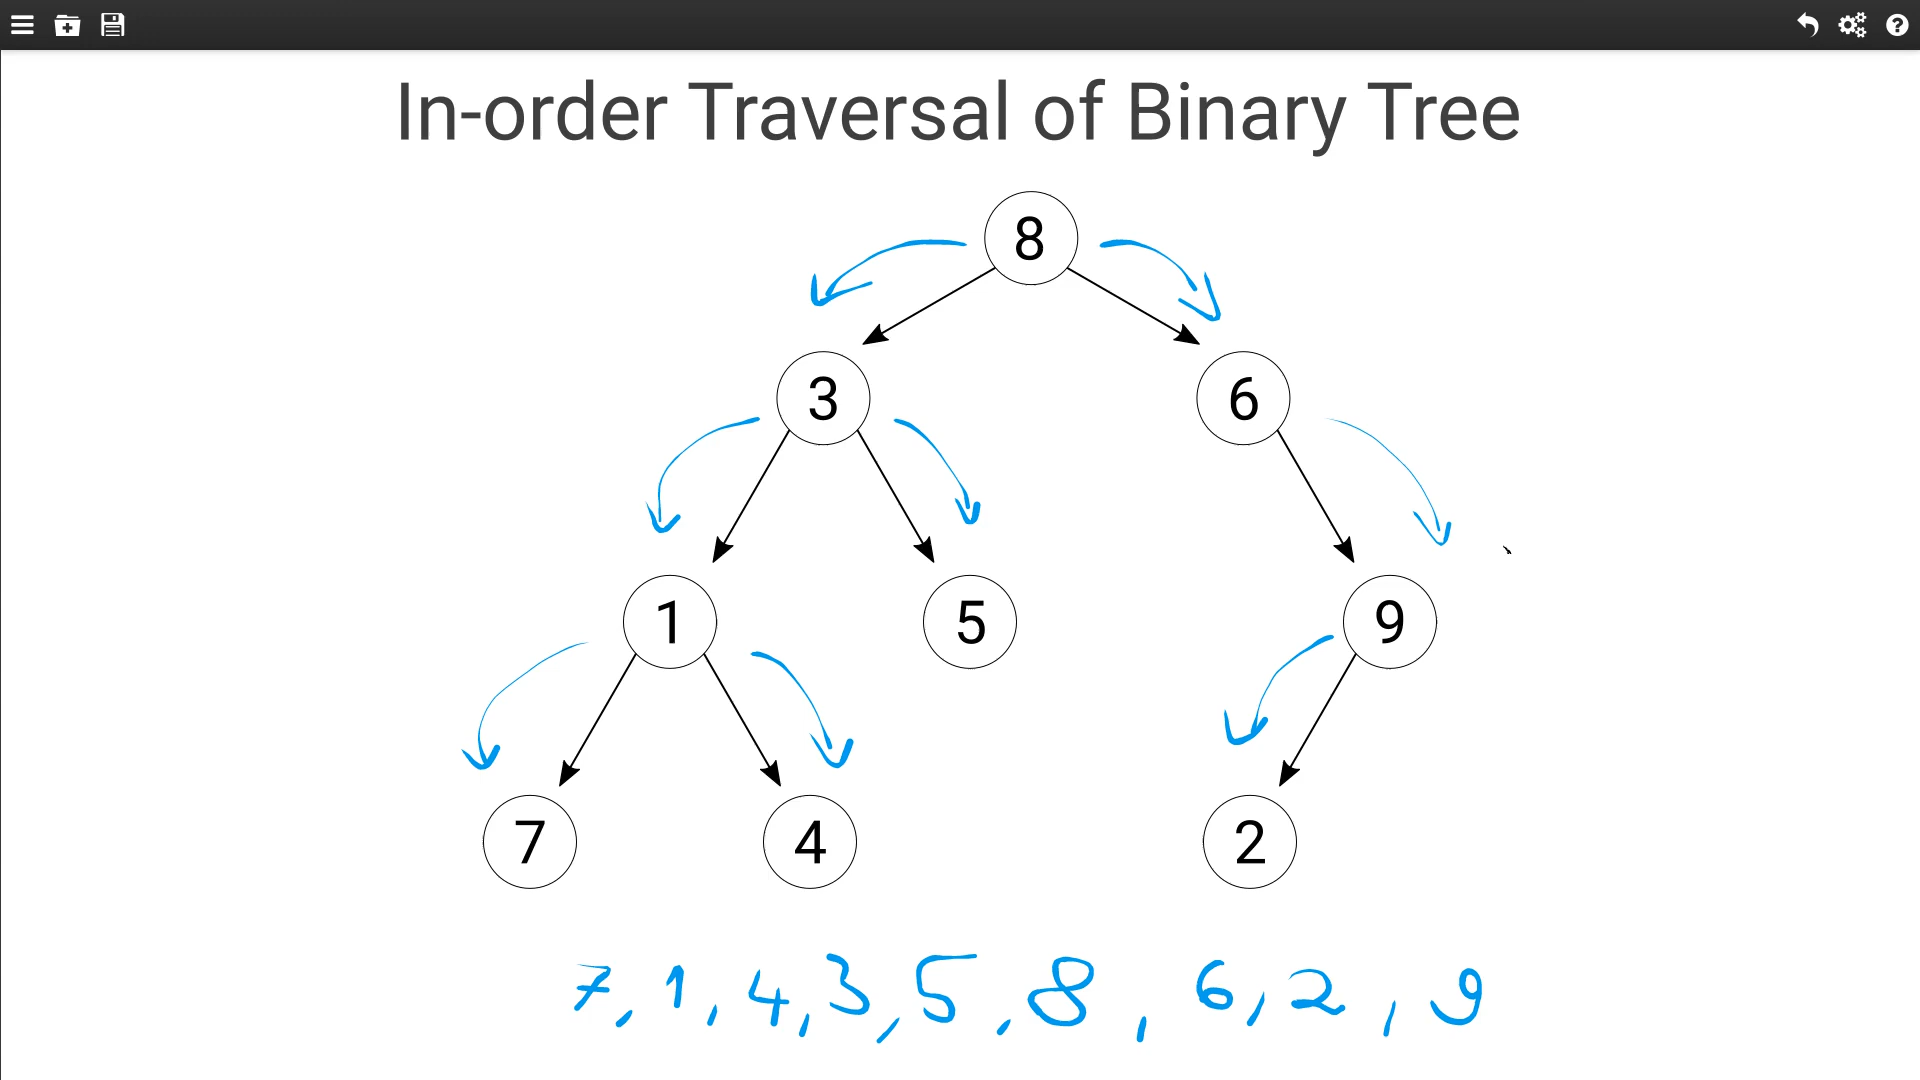 In-order Traversal of Binary Tree
8
3 6
1 5 9
7 4 2
7, 1, 4, 3, 5, 8, 6, 2, 9